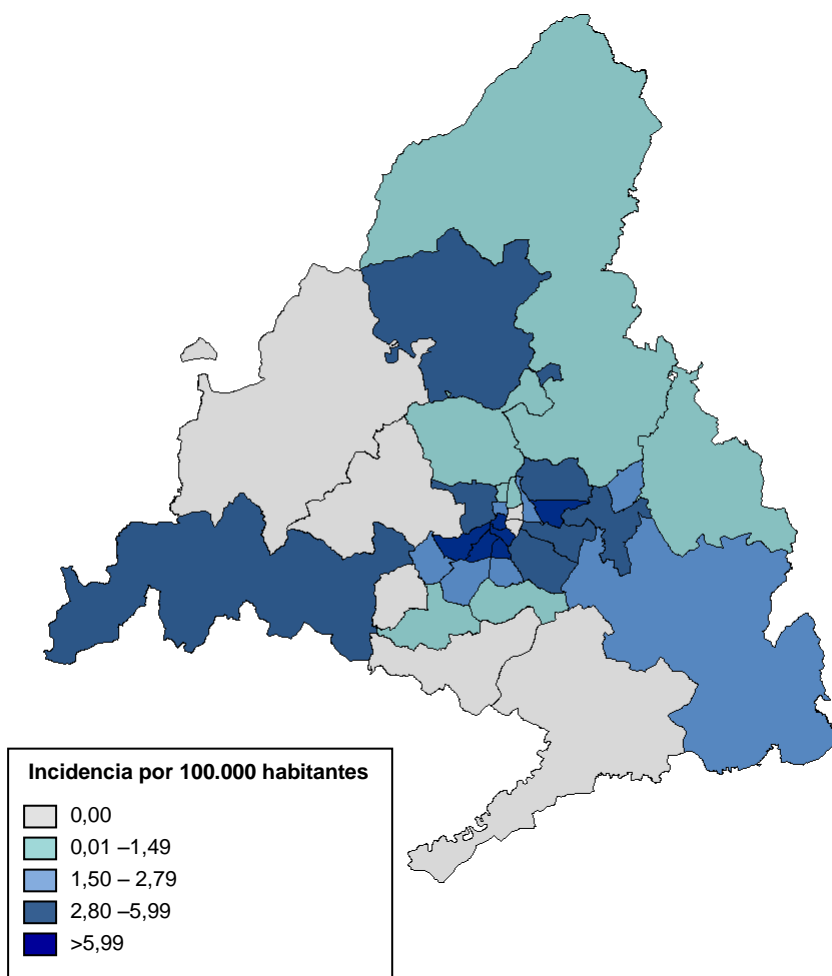 Incidencia por 100.000 habitantes
0,00
0,01 –1,49
1,50 – 2,79
2,80 –5,99
>5,99